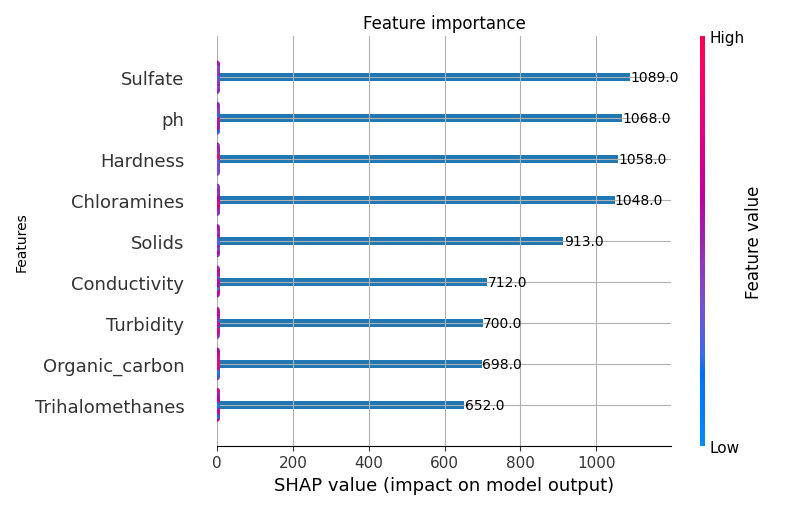 Feature importance
High
Sulfate 1089.0
ph 1068.0
Hardness 1058.0
Chloramines 1048.0
Solids 913.0
Conductivity 712.0
Turbidity 700.0
Organic_carbon 698.0
Trihalomethanes 652.0
Features
Feature value
Low
0 200 400 600 800 1000
SHAP value (impact on model output)